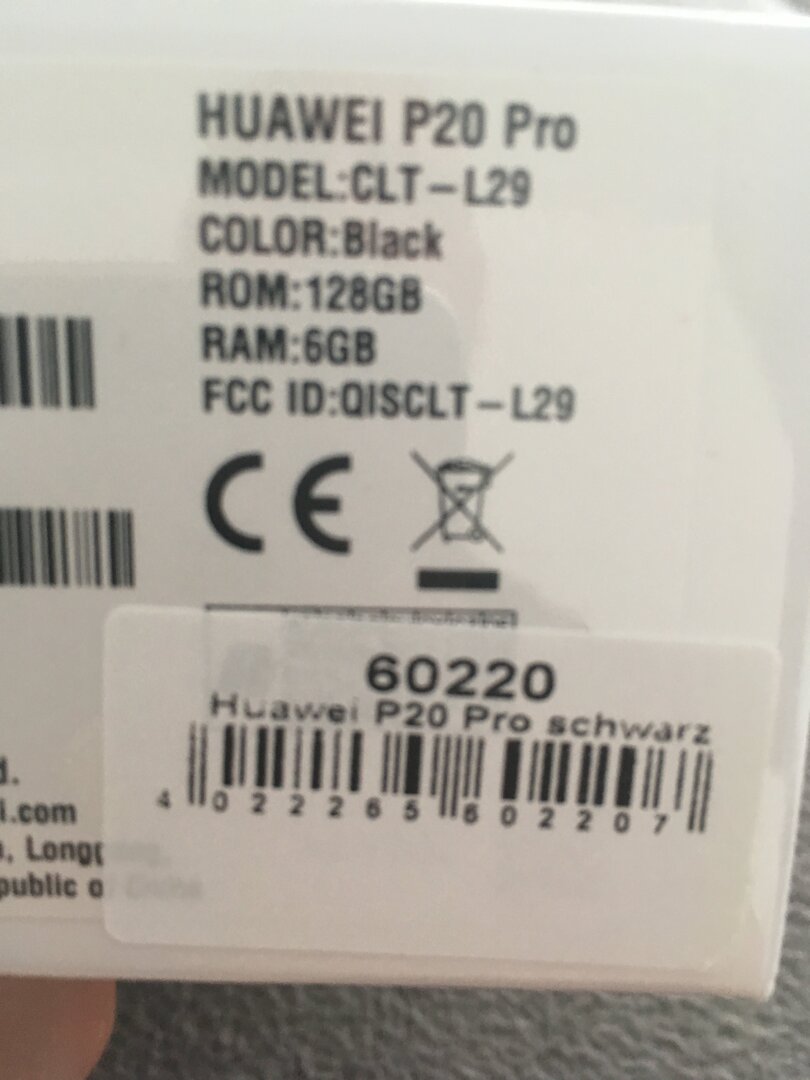 HUAWEI P20 Pro
MODEL:CLT-L29
COLOR:Black
ROM:128GB
RAM:6GB
FCC ID:QISCLT-L29
CE
60220
Huawei P20 Pro schwarz
4 022265 602207
d.
i.com
, Long
public o